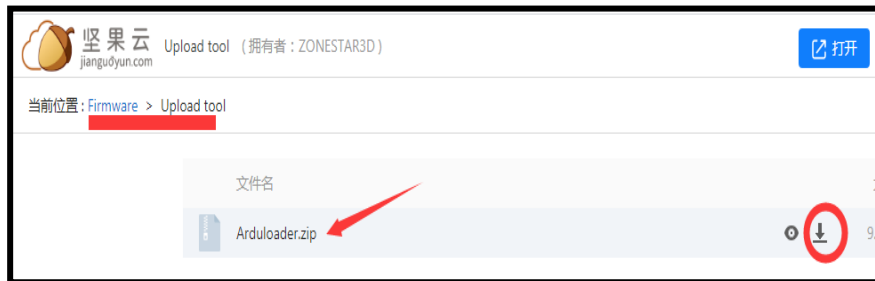 坚果云 Upload tool (拥有者：ZONESTAR3D)
jianguoyun.com
打开
当前位置：Firmware > Upload tool
文件名
Arduloader.zip
9.